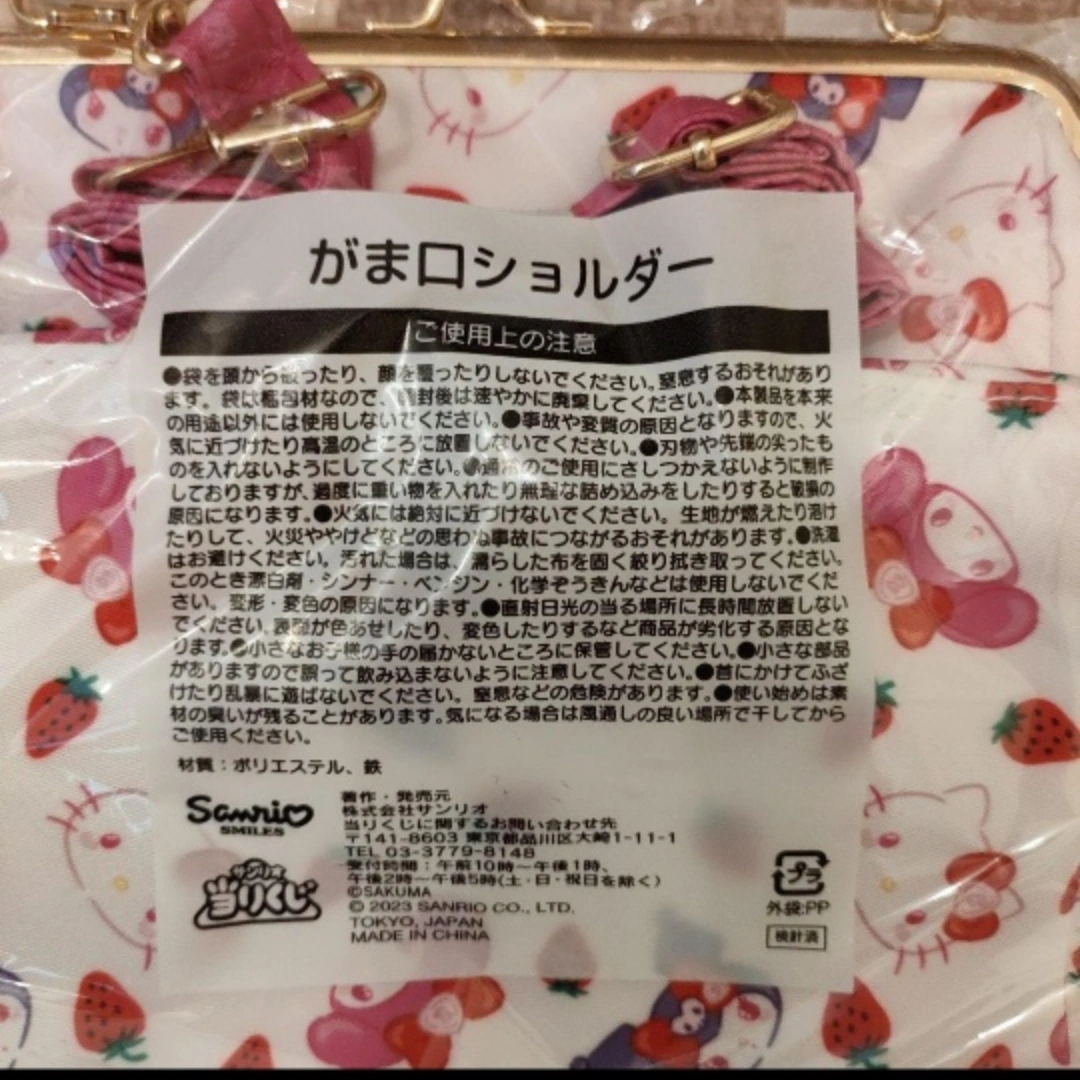 がま口ショルダー
ご使用上の注意
●袋を頭から被ったり、顔を覆ったりしないでください。窒息するおそれがあり
ます。袋は梱包材なので、開封後は速やかに廃棄してください。●本製品を本来
の用途以外には使用しないでください。●事故や変質の原因となりますので、火
気に近づけたり高温のところに放置しないでください。●刃物や先端の尖ったも
のを入れないようにしてください。●通常のご使用にさしつかえないように制作
しておりますが、過度に重い物を入れたり無理な詰め込みをしたりすると破損の
原因になります。●火気には絶対に近づけないでください。生地が燃えたり溶け
たりして、火災ややけどなどの思わぬ事故につながるおそれがあります。●洗濯
はお避けください。汚れた場合は、濡らした布を固く絞り拭き取ってください。
このとき漂白剤・シンナー・ベンジン・化学ぞうきんなどは使用しないでくだ
さい。変形・変色の原因になります。●直射日光の当る場所に長時間放置しない
でください。表面が色あせしたり、変色したりするなど商品が劣化する原因とな
ります。●小さなお子様の手の届かないところに保管してください。●小さな部品
がありますので誤って飲み込まないように注意してください。●首にかけてふざ
けたり乱暴に遊ばないでください。窒息などの危険があります。●使い始めは素
材の臭いが残ることがあります。気になる場合は風通しの良い場所で干してから
ご使用ください。
材質：ポリエステル、鉄
Sanrio
SMILES
サンリオ
当りくじ
著作・発売元
株式会社サンリオ
当りくじに関するお問い合わせ先
〒141-8603 東京都品川区大崎1-11-1
TEL 03-3779-8148
受付時間：午前10時〜午後1時、
午後2時〜午後5時(土・日・祝日を除く)
©SAKUMA
© 2023 SANRIO CO., LTD.
TOKYO, JAPAN
MADE IN CHINA
プラ
外袋:PP
検針済